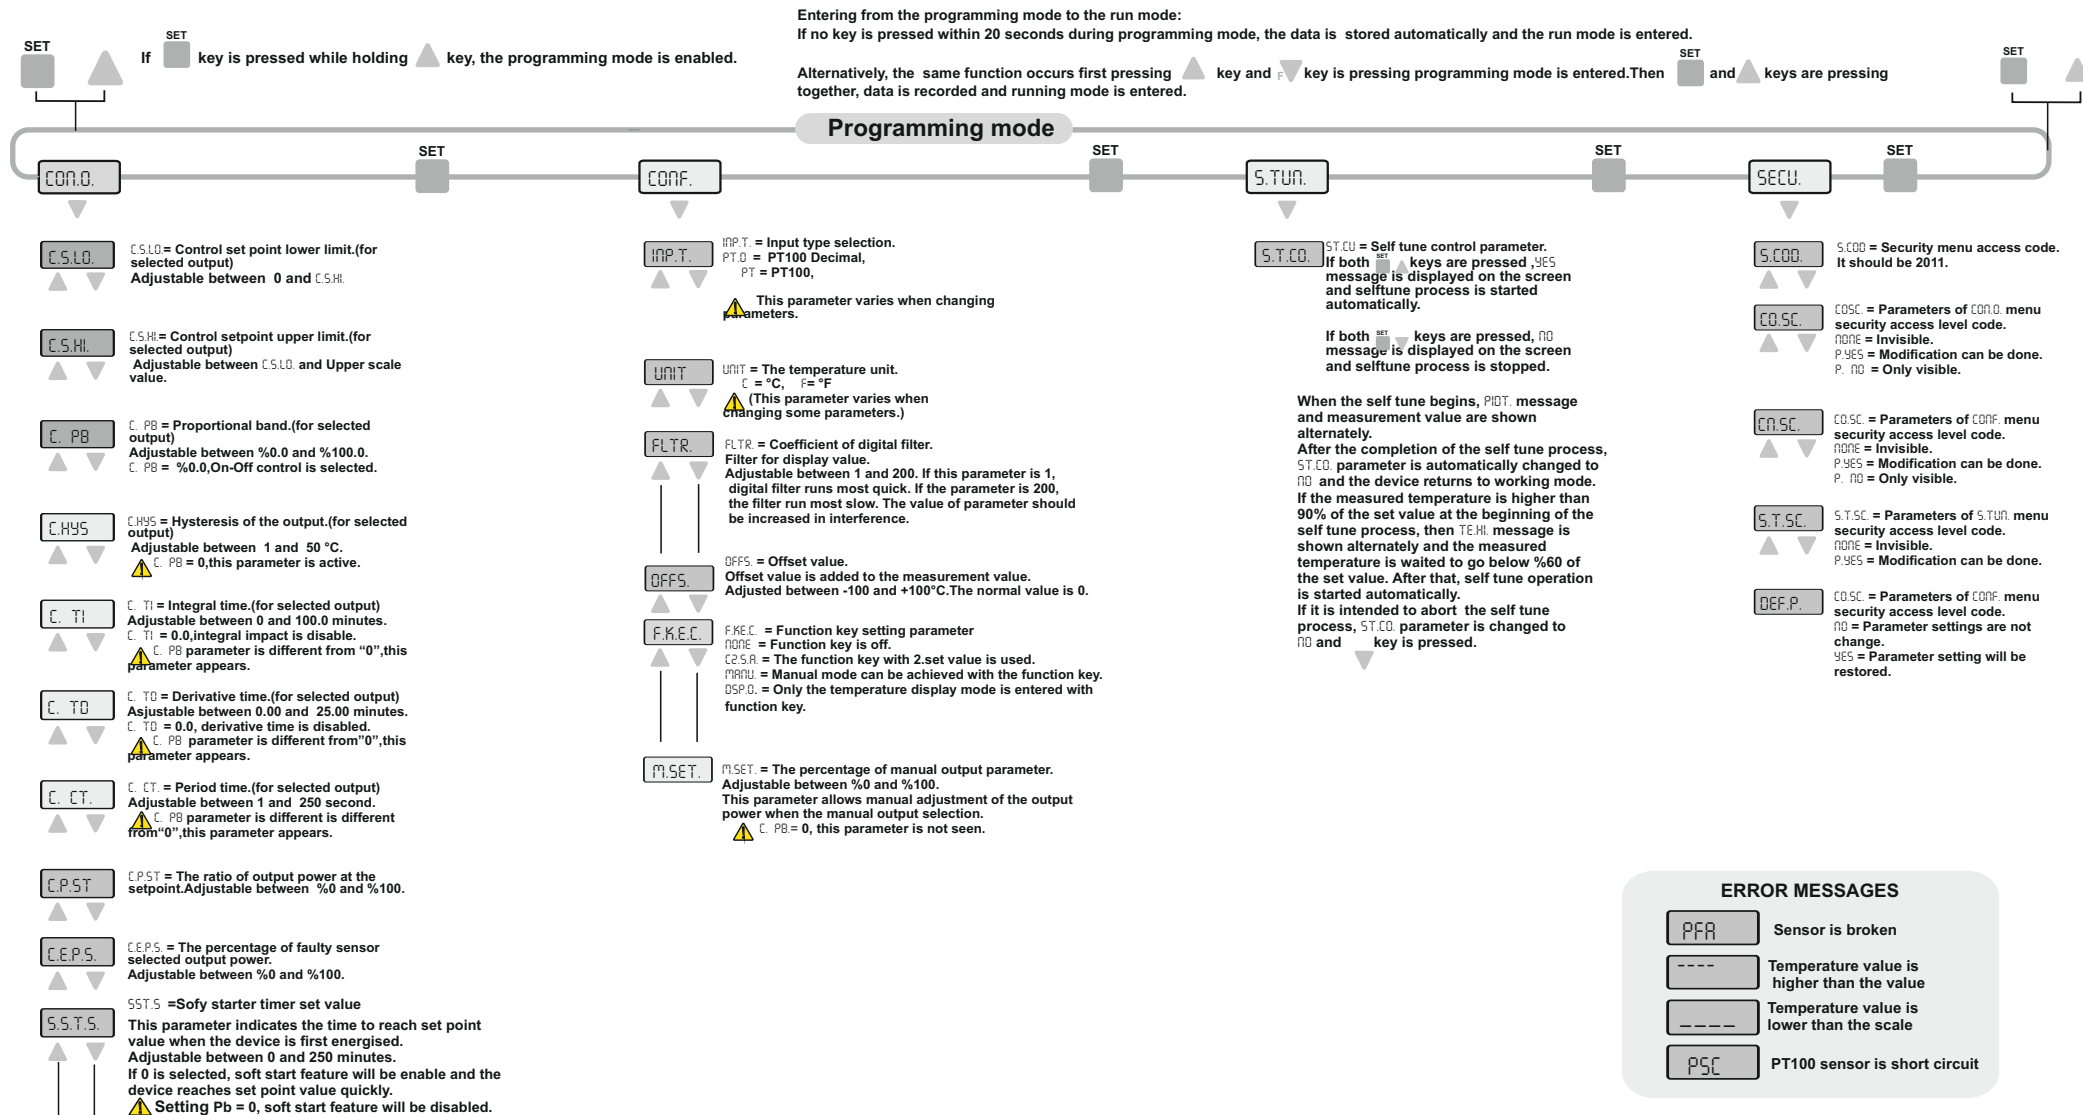 Entering from the programming mode to the run mode:
If no key is pressed within 20 seconds during programming mode, the data is stored automatically and the run mode is entered.
SET
SET
If key is pressed while holding key, the programming mode is enabled.
SET
SET
Alternatively, the same function occurs first pressing key and F key is pressing programming mode is entered.Then and keys are pressing
together, data is recorded and running mode is entered.
Programming mode
SET
SET
SET
SET
CON.O.
CONF.
S.TUN.
SECU.
C.S.LO.
C.S.LO.= Control set point lower limit.(for
selected output)
Adjustable between 0 and C.S.HI.
C.S.HI.
C.S.HI.= Control setpoint upper limit.(for
selected output)
Adjustable between C.S.LO. and Upper scale
value.
C. PB
C. PB = Proportional band.(for selected
output)
Adjustable between %0.0 and %100.0.
C. PB = %0.0,On-Off control is selected.
C.HYS
C.HYS = Hysteresis of the output.(for selected
output)
Adjustable between 1 and 50 °C.
C. PB = 0,this parameter is active.
C. TI
C. TI = Integral time.(for selected output)
Adjustable between 0 and 100.0 minutes.
C. TI = 0.0,integral impact is disable.
C. PB parameter is different from “0”,this
parameter appears.
C. TD
C. TD = Derivative time.(for selected output)
Asjustable between 0.00 and 25.00 minutes.
C. TD = 0.0, derivative time is disabled.
C. PB parameter is different from”0”,this
parameter appears.
C. CT.
C. CT. = Period time.(for selected output)
Adjustable between 1 and 250 second.
C. PB parameter is different is different
from“0”,this parameter appears.
C.P.ST
C.P.ST = The ratio of output power at the
setpoint.Adjustable between %0 and %100.
C.E.P.S.
C.E.P.S. = The percentage of faulty sensor
selected output power.
Adjustable between %0 and %100.
S.S.T.S.
SST.S =Sofy starter timer set value
This parameter indicates the time to reach set point
value when the device is first energised.
Adjustable between 0 and 250 minutes.
If 0 is selected, soft start feature will be enable and the
device reaches set point value quickly.
Setting Pb = 0, soft start feature will be disabled.
INP.T.
INP.T. = Input type selection.
PT.0 = PT100 Decimal,
PT = PT100,
This parameter varies when changing
parameters.
UNIT
UNIT = The temperature unit.
C = °C, F= °F
(This parameter varies when
changing some parameters.)
FLTR.
FLTR. = Coefficient of digital filter.
Filter for display value.
Adjustable between 1 and 200. If this parameter is 1,
digital filter runs most quick. If the parameter is 200,
the filter run most slow. The value of parameter should
be increased in interference.
OFFS.
OFFS. = Offset value.
Offset value is added to the measurement value.
Adjusted between -100 and +100°C.The normal value is 0.
F.K.E.C.
F.KE.C. = Function key setting parameter
NONE = Function key is off.
C2.S.A. = The function key with 2.set value is used.
MANU. = Manual mode can be achieved with the function key.
DSP.O. = Only the temperature display mode is entered with
function key.
M.SET.
M.SET. = The percentage of manual output parameter.
Adjustable between %0 and %100.
This parameter allows manual adjustment of the output
power when the manual output selection.
C. PB.= 0, this parameter is not seen.
S.T.CO.
ST.CU = Self tune control parameter.
If both SET keys are pressed ,YES
message is displayed on the screen
and selftune process is started
automatically.
If both SET keys are pressed, NO
message is displayed on the screen
and selftune process is stopped.
When the self tune begins, PIDT. message
and measurement value are shown
alternately.
After the completion of the self tune process,
ST.CO. parameter is automatically changed to
NO and the device returns to working mode.
If the measured temperature is higher than
90% of the set value at the beginning of the
self tune process, then TE.HI. message is
shown alternately and the measured
temperature is waited to go below %60 of
the set value. After that, self tune operation
is started automatically.
If it is intended to abort the self tune
process, ST.CO. parameter is changed to
NO and key is pressed.
S.COD.
S.COD = Security menu access code.
It should be 2011.
CO.SC.
COSC. = Parameters of CON.O. menu
security access level code.
NONE = Invisible.
P.YES = Modification can be done.
P. NO = Only visible.
CN.SC.
CO.SC. = Parameters of CONF. menu
security access level code.
NONE = Invisible.
P.YES = Modification can be done.
P. NO = Only visible.
S.T.SC.
S.T.SC. = Parameters of S.TUN. menu
security access level code.
NONE = Invisible.
P.YES = Modification can be done.
DEF.P.
CO.SC. = Parameters of CONF. menu
security access level code.
NO = Parameter settings are not
change.
YES = Parameter setting will be
restored.
ERROR MESSAGES
PFA Sensor is broken
---- Temperature value is
higher than the value
____ Temperature value is
lower than the scale
PSC PT100 sensor is short circuit